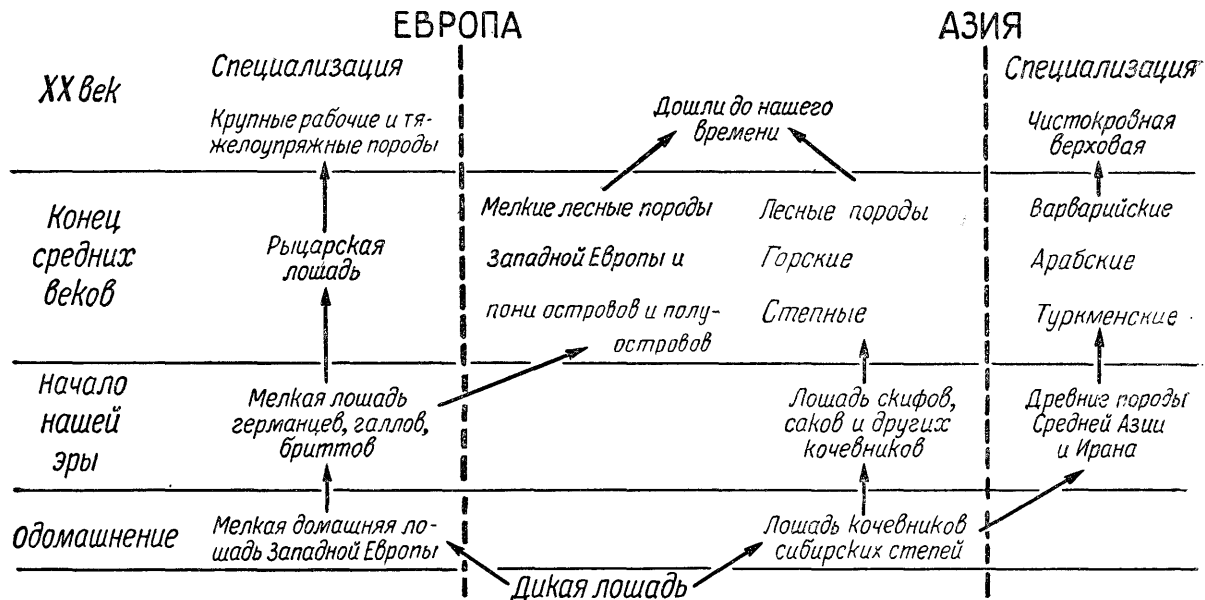 ЕВРОПА
АЗИЯ
XX век
Специализация
Крупные рабочие и тя-
желоупряжные породы
Дошли до нашего
времени
Специализация
Чистокровная
верховая
Конец
средних
веков
Рыцарская
лошадь
Мелкие лесные породы
Западной Европы и
пони островов и полу-
островов
Лесные породы
Горские
Степные
Варварийские
Арабские
Туркменские
Начало
нашей
эры
Мелкая лошадь
германцев, галлов,
бриттов
Лошадь скифов,
саков и других
кочевников
Древние породы
Средней Азии
и Ирана
Одомашнение
Мелкая домашняя ло-
шадь Западной Европы
Лошадь кочевников
сибирских степей
Дикая лошадь